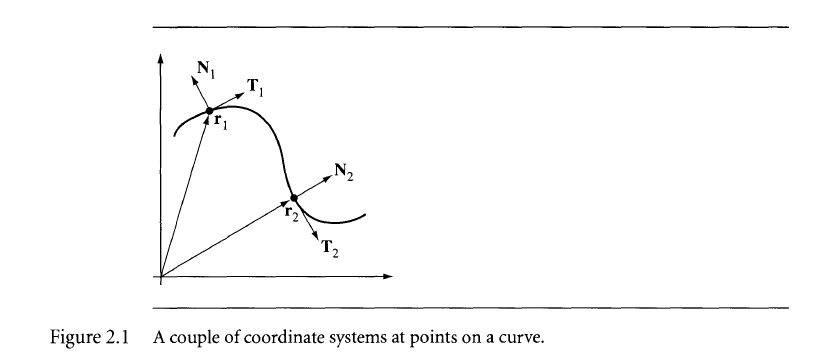 N1
T1
r1
N2
r2
T2
Figure 2.1 A couple of coordinate systems at points on a curve.